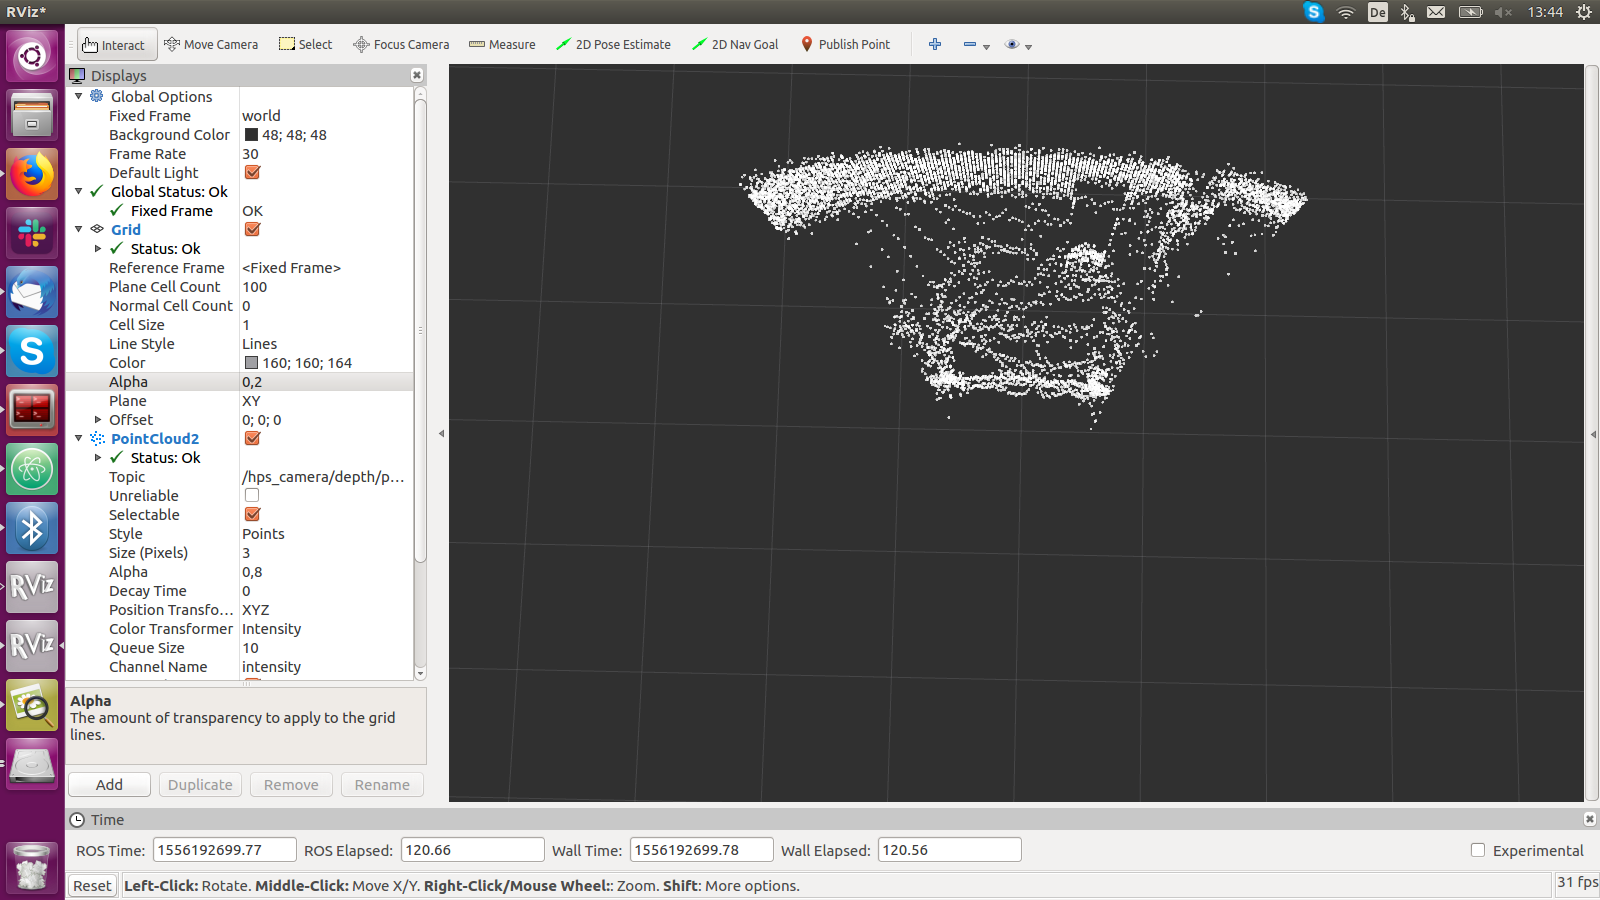 RViz*
De
13:44
Interact
Move Camera
Select
Focus Camera
Measure
2D Pose Estimate
2D Nav Goal
Publish Point
Displays
Global Options
Fixed Frame world
Background Color 48; 48; 48
Frame Rate 30
Default Light
Global Status: Ok
Fixed Frame OK
Grid
Status: Ok
Reference Frame <Fixed Frame>
Plane Cell Count 100
Normal Cell Count 0
Cell Size 1
Line Style Lines
Color 160; 160; 164
Alpha 0,2
Plane XY
Offset 0; 0; 0
PointCloud2
Status: Ok
Topic /hps_camera/depth/p...
Unreliable
Selectable
Style Points
Size (Pixels) 3
Alpha 0,8
Decay Time 0
Position Transfo... XYZ
Color Transformer Intensity
Queue Size 10
Channel Name intensity
Alpha
The amount of transparency to apply to the grid
lines.
Add
Duplicate
Remove
Rename
Time
ROS Time: 1556192699.77 ROS Elapsed: 120.66 Wall Time: 1556192699.78 Wall Elapsed: 120.56 Experimental
Reset
Left-Click: Rotate. Middle-Click: Move X/Y. Right-Click/Mouse Wheel:: Zoom. Shift: More options.
31 fps
S
RViz
RViz